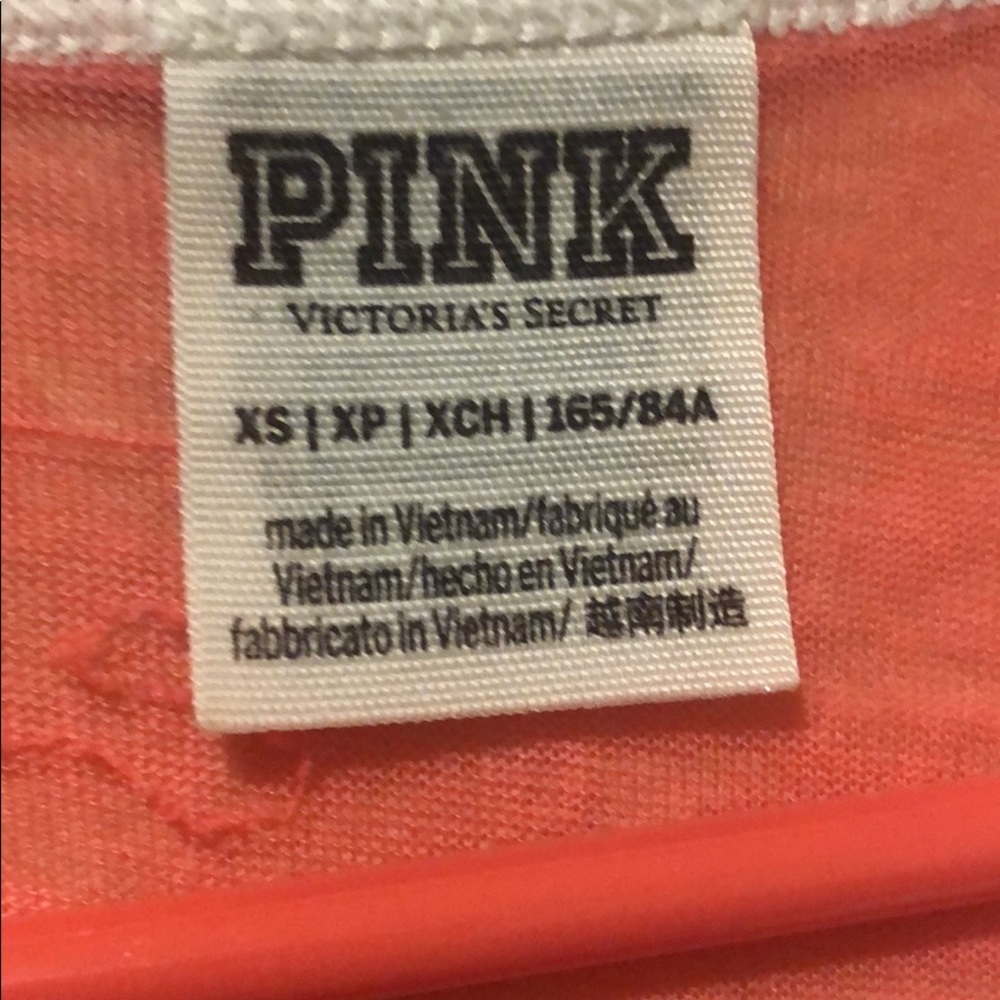 PINK
VICTORIA'S SECRET
XS | XP | XCH | 165/84A
made in Vietnam/fabriqué au
Vietnam/hecho en Vietnam/
fabbricato in Vietnam/ 越南制造